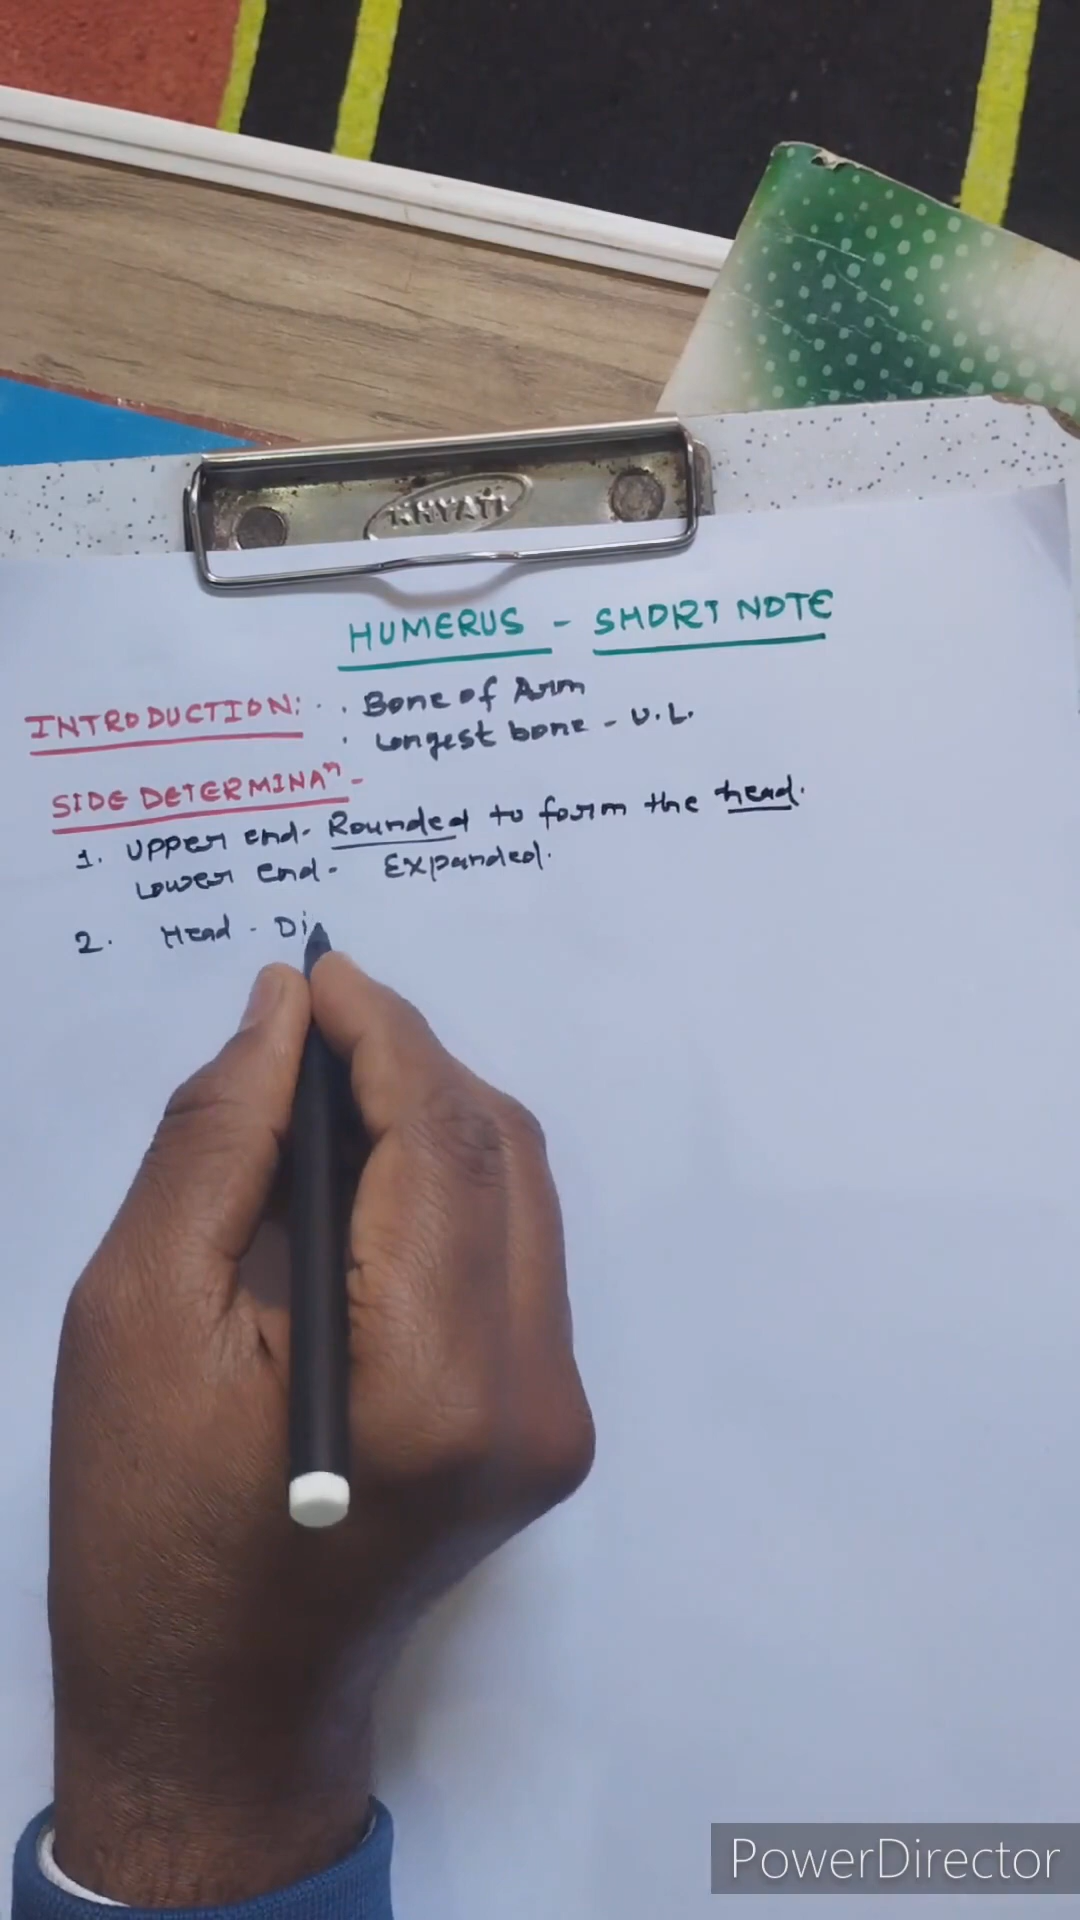 KHYATI
HUMERUS - SHORT NOTE
INTRODUCTION: . Bone of Arm
. Longest bone - U.L.
SIDE DETERMINAⁿ -
1. Upper end - Rounded to form the head.
Lower end - Expanded.
2. Head - Di
PowerDirector